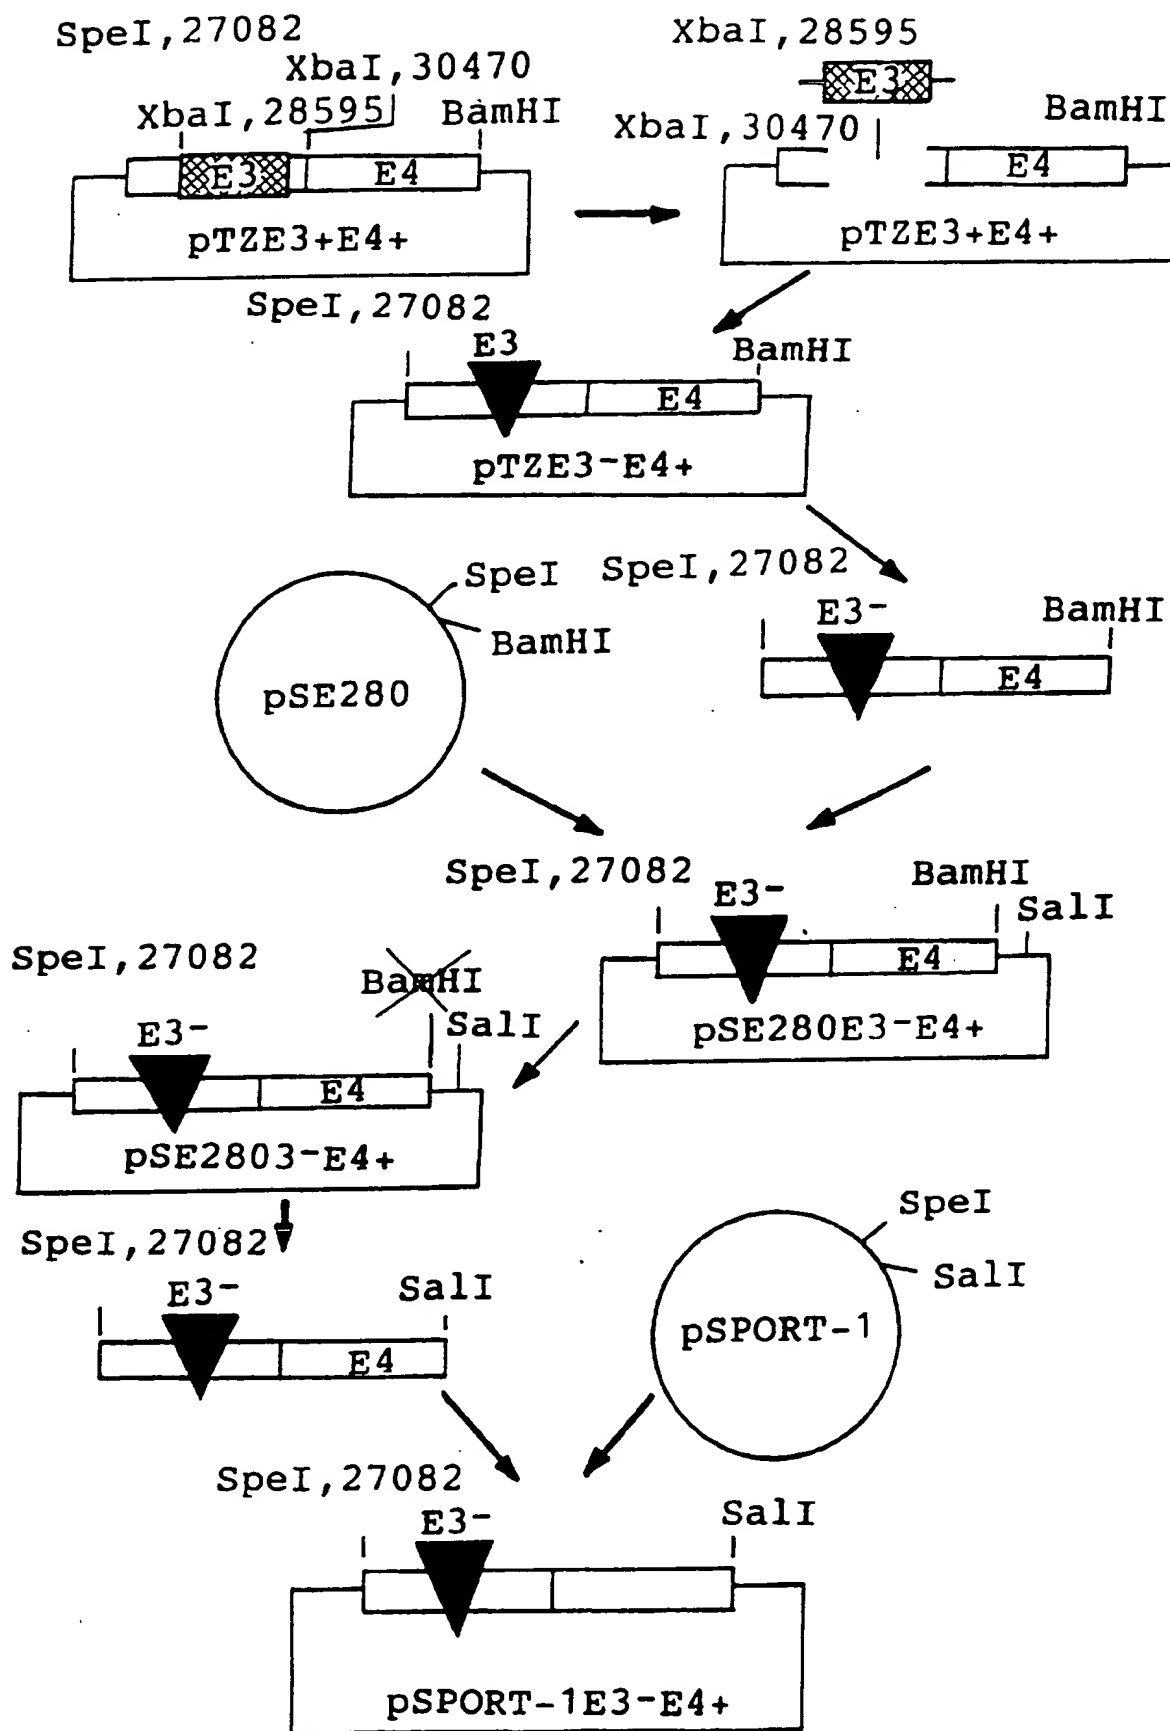 SpeI,27082
XbaI,30470
XbaI,28595
BamHI
E3
E4
pTZE3+E4+
XbaI,28595
E3
XbaI,30470
BamHI
E4
pTZE3+E4+
SpeI,27082
E3
BamHI
E4
pTZE3-E4+
SpeI
BamHI
pSE280
SpeI,27082
E3-
BamHI
E4
SpeI,27082
E3-
BamHI
SalI
E4
pSE280E3-E4+
SpeI,27082
BamHI
E3-
SalI
E4
pSE2803-E4+
SpeI,27082
E3-
SalI
E4
SpeI
SalI
pSPORT-1
SpeI,27082
E3-
SalI
pSPORT-1E3-E4+